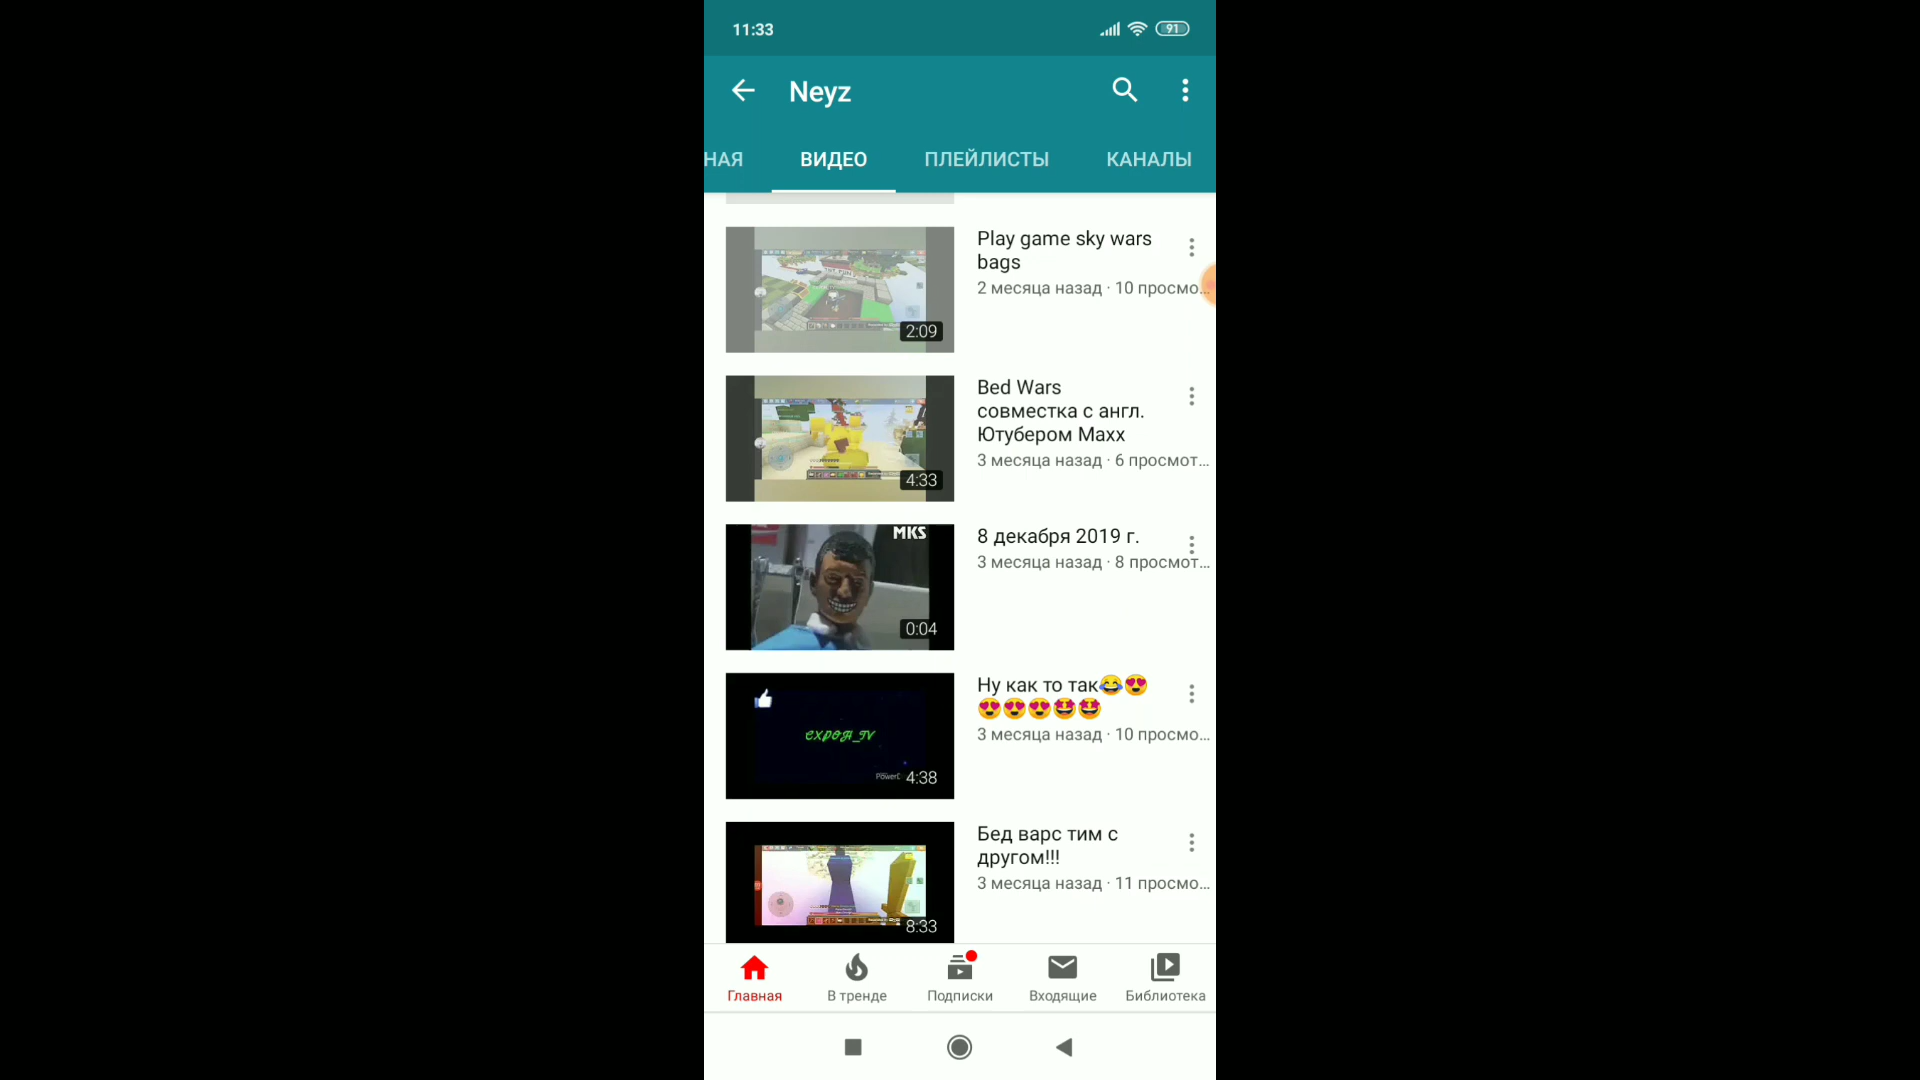 11:33
91
Neyz
НАЯ ВИДЕО ПЛЕЙЛИСТЫ КАНАЛЫ
Play game sky wars
bags
2 месяца назад · 10 просмо...
2:09
Bed Wars
совместка с англ.
Ютубером Maxx
3 месяца назад · 6 просмот...
4:33
MKS
8 декабря 2019 г.
3 месяца назад · 8 просмот...
0:04
Ну как то так😂😍
😍😍😍🤩🤩
3 месяца назад · 10 просмо...
4:38
Бед варс тим с
другом!!!
3 месяца назад · 11 просмо...
8:33
Главная В тренде Подписки Входящие Библиотека